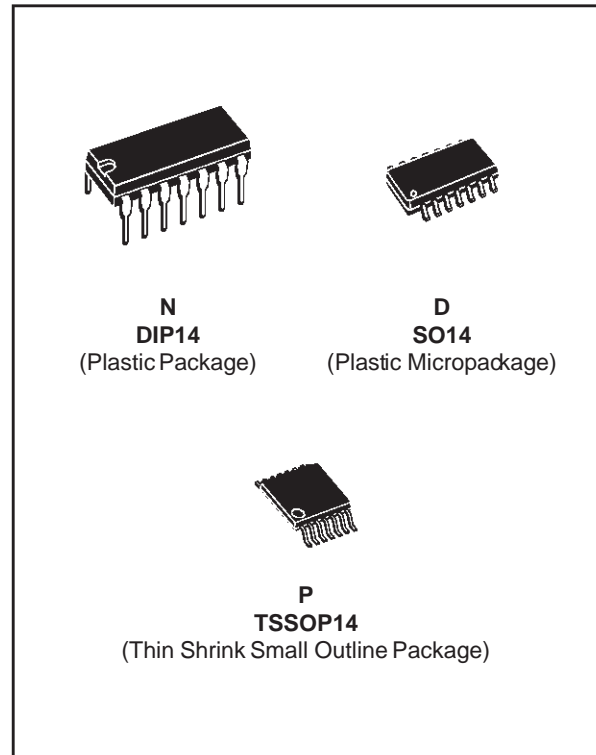 N
DIP14
(Plastic Package)
D
SO14
(Plastic Micropackage)
P
TSSOP14
(Thin Shrink Small Outline Package)